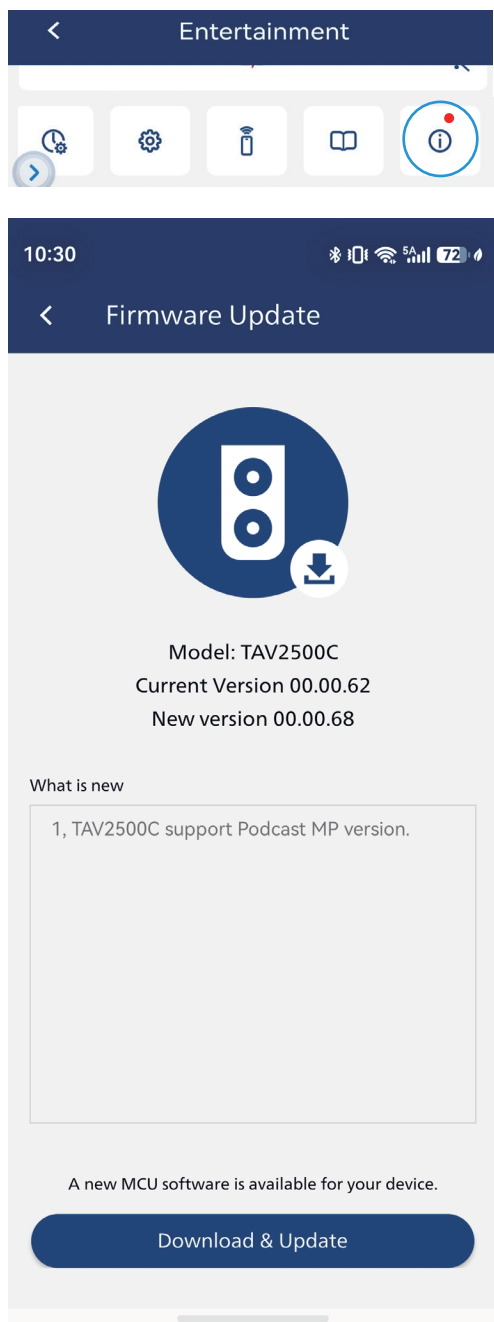 Entertainment
10:30
5A
72
Firmware Update
Model: TAV2500C
Current Version 00.00.62
New version 00.00.68
What is new
1, TAV2500C support Podcast MP version.
A new MCU software is available for your device.
Download & Update